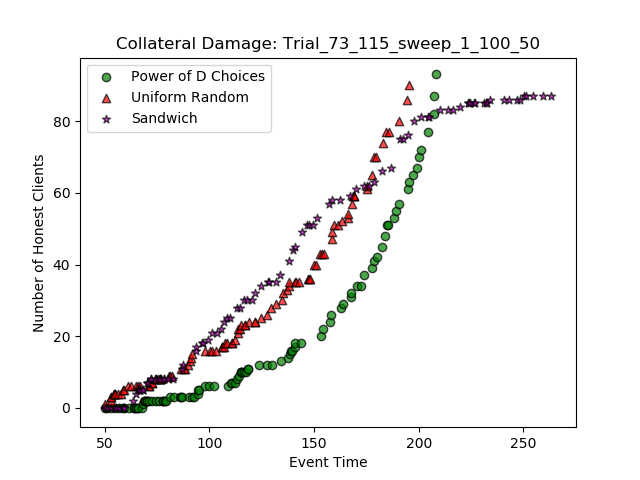 Collateral Damage: Trial_73_115_sweep_1_100_50
Power of D Choices
Uniform Random
Sandwich
Number of Honest Clients
80
60
40
20
0
50 100 150 200 250
Event Time